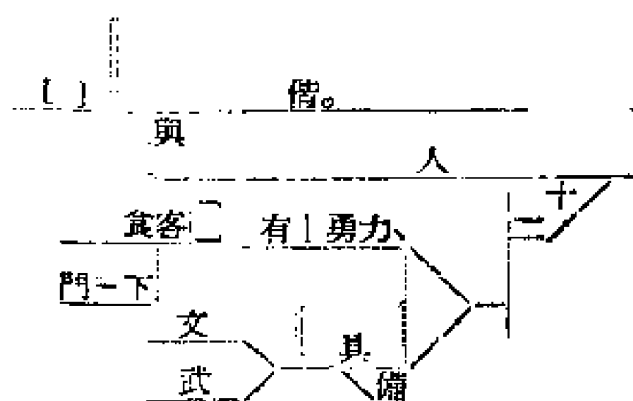 [ ] 偕。
與
人
十
食客 有 勇力、 二
門下
文
具
武 備